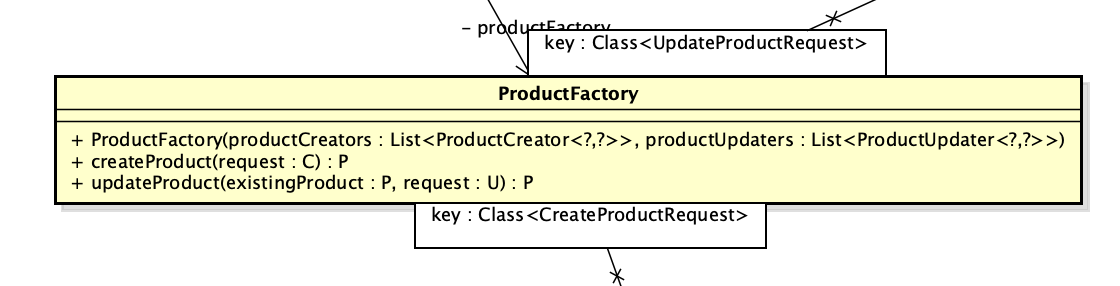 - productFactory
key : Class<UpdateProductRequest>
ProductFactory
+ ProductFactory(productCreators : List<ProductCreator<?,?>>, productUpdaters : List<ProductUpdater<?,?>>)
+ createProduct(request : C) : P
+ updateProduct(existingProduct : P, request : U) : P
key : Class<CreateProductRequest>